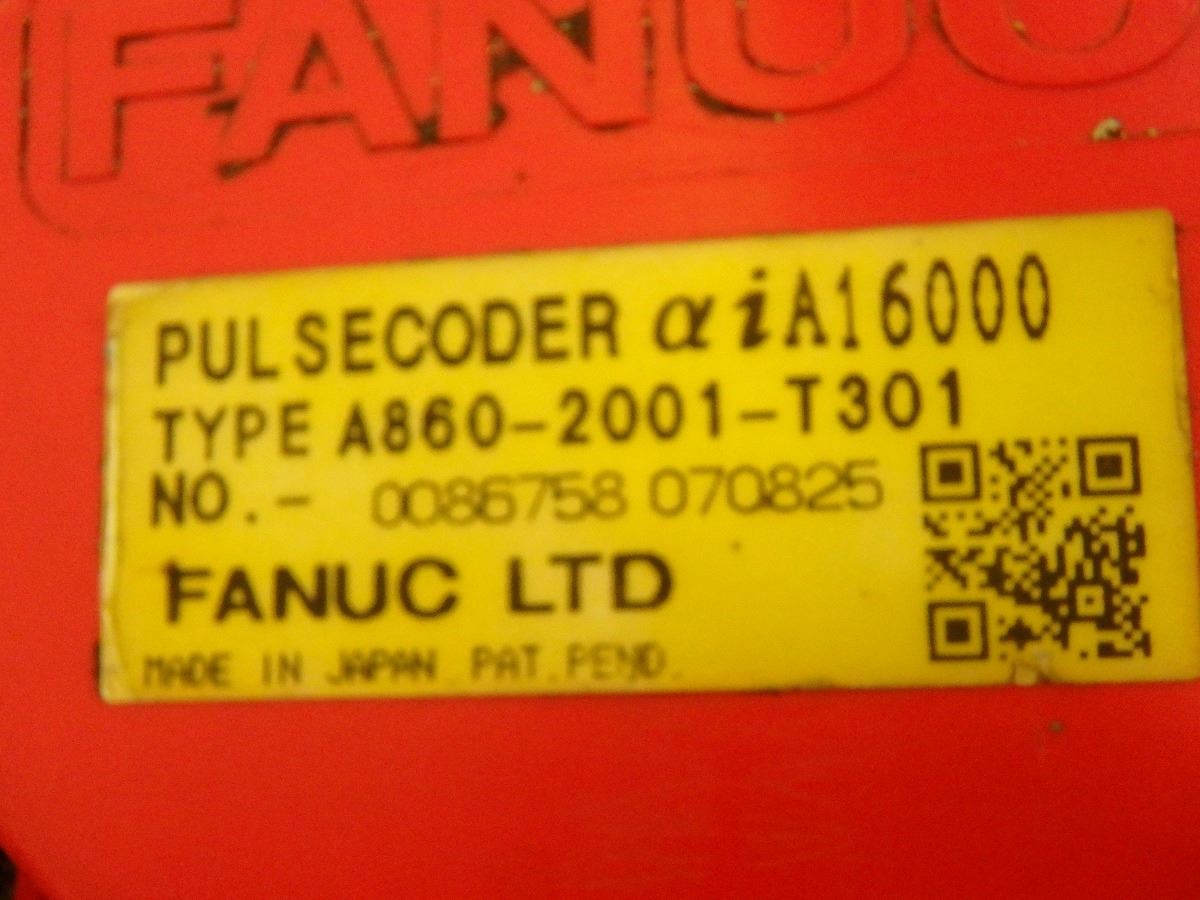 FANUC
PULSECODER αiA16000
TYPE A860-2001-T301
NO.- 0086758 070825
FANUC LTD
MADE IN JAPAN PAT.PEND.